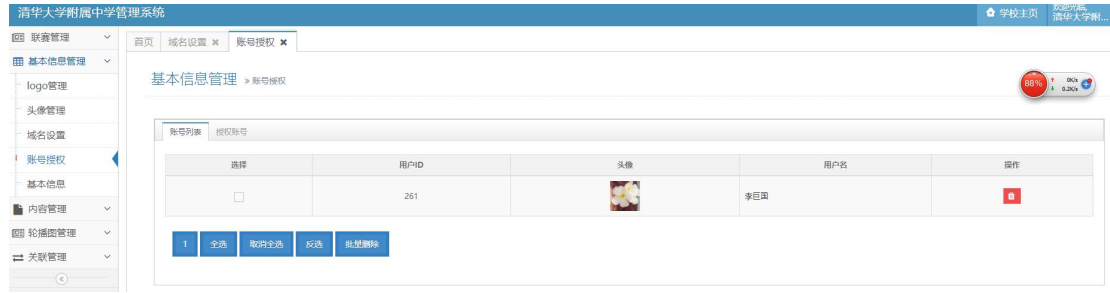 清华大学附属中学管理系统
学校主页
欢迎光临,
清华大学附...
联赛管理
基本信息管理
logo管理
头像管理
域名设置
账号授权
基本信息
内容管理
轮播图管理
关联管理
首页 域名设置 ✖ 账号授权 ✖
基本信息管理 » 账号授权
88% 0K/s
0.2K/s
账号列表 授权账号
选择 用户ID 头像 用户名 操作
261 李巨国
1 全选 取消全选 反选 批量删除